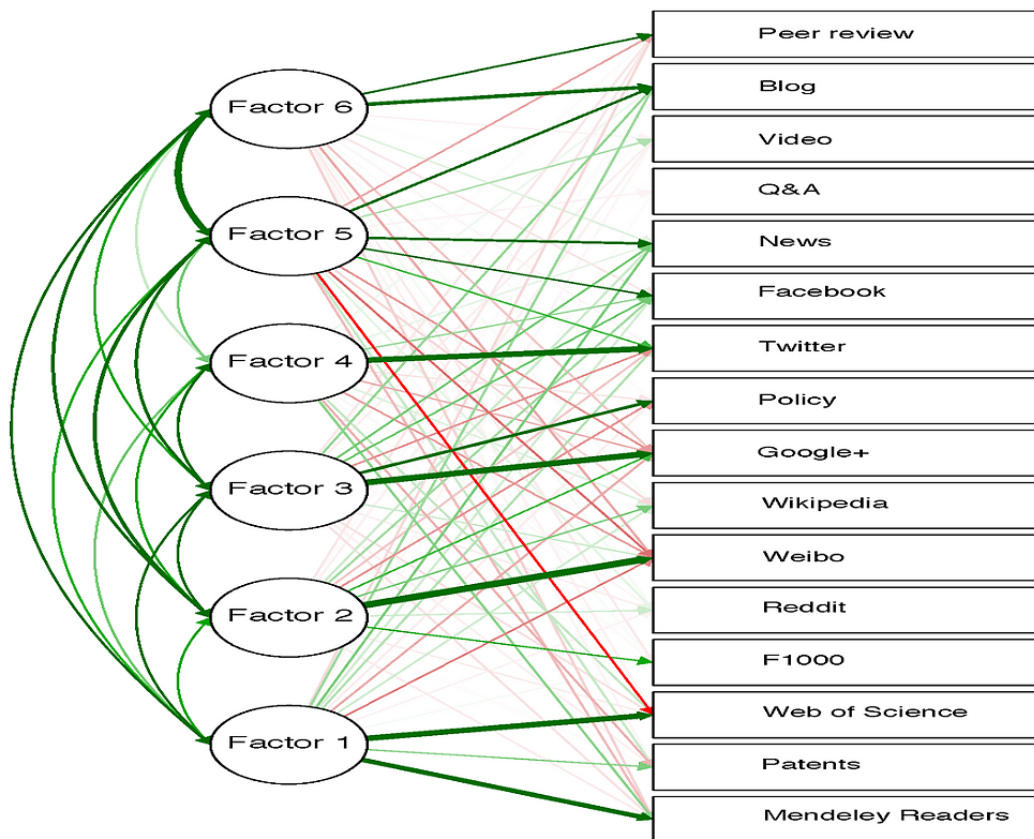 Factor 6
Factor 5
Factor 4
Factor 3
Factor 2
Factor 1
Peer review
Blog
Video
Q&A
News
Facebook
Twitter
Policy
Google+
Wikipedia
Weibo
Reddit
F1000
Web of Science
Patents
Mendeley Readers